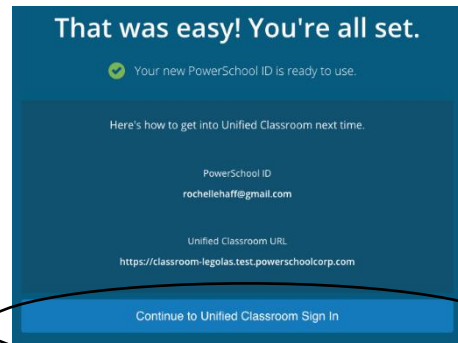 That was easy! You're all set.
Your new PowerSchool ID is ready to use.
Here's how to get into Unified Classroom next time.
PowerSchool ID
rochellehaff@gmail.com
Unified Classroom URL
https://classroom-legolas.test.powerschoolcorp.com
Continue to Unified Classroom Sign In